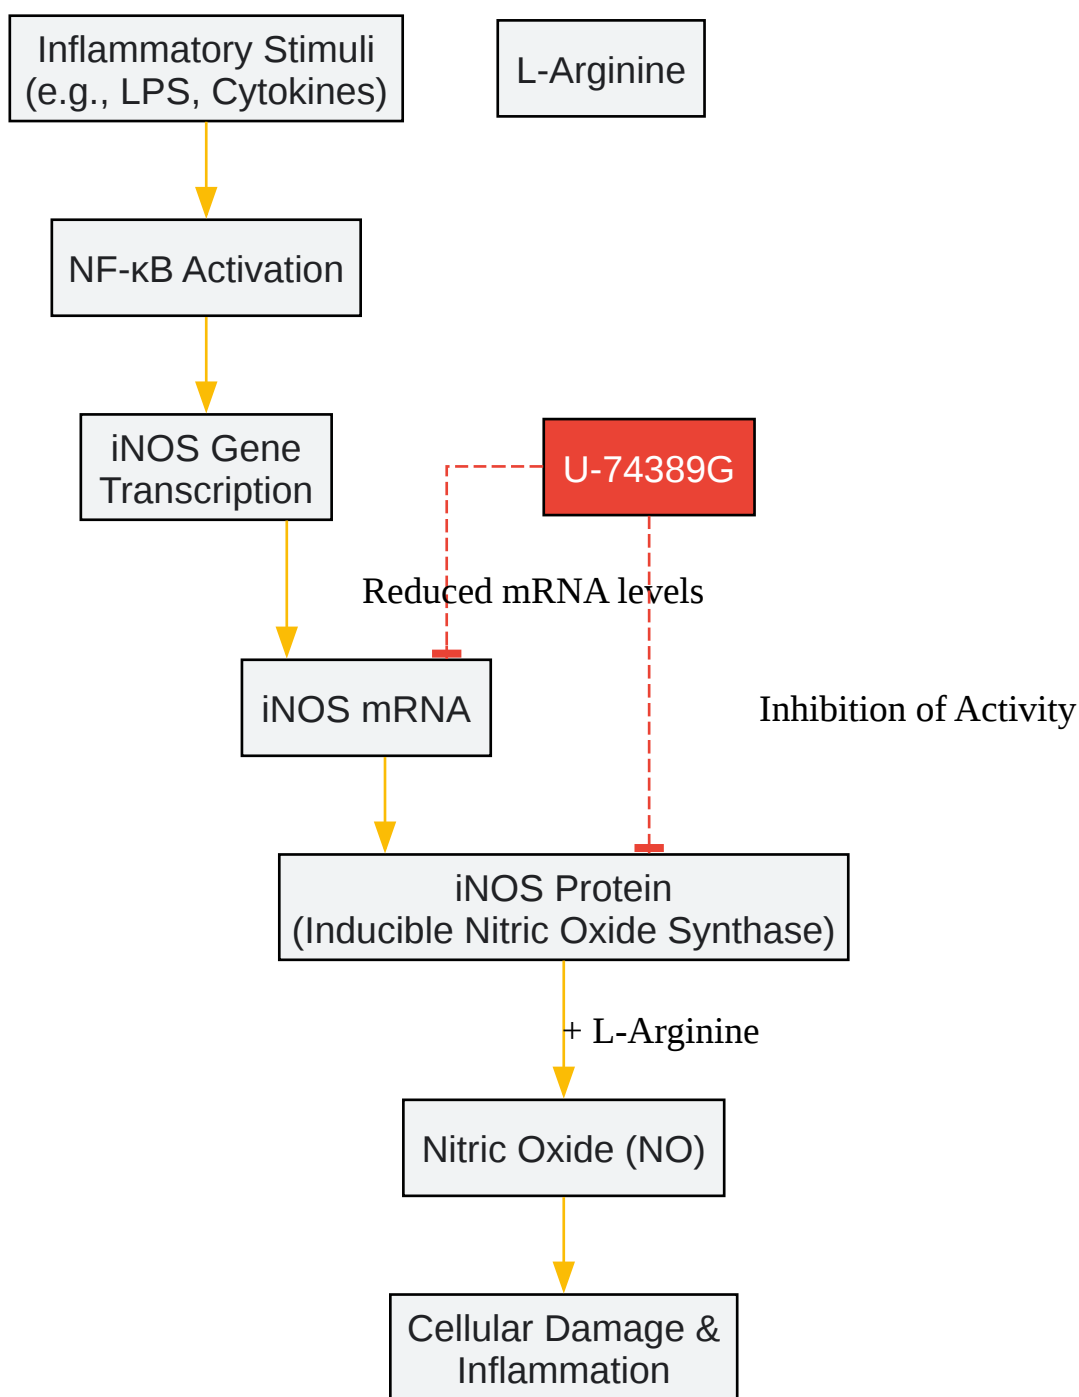 Inflammatory Stimuli
(e.g., LPS, Cytokines)
L-Arginine
NF-κB Activation
iNOS Gene
Transcription
U-74389G
Reduced mRNA levels
iNOS mRNA
Inhibition of Activity
iNOS Protein
(Inducible Nitric Oxide Synthase)
+ L-Arginine
Nitric Oxide (NO)
Cellular Damage &
Inflammation